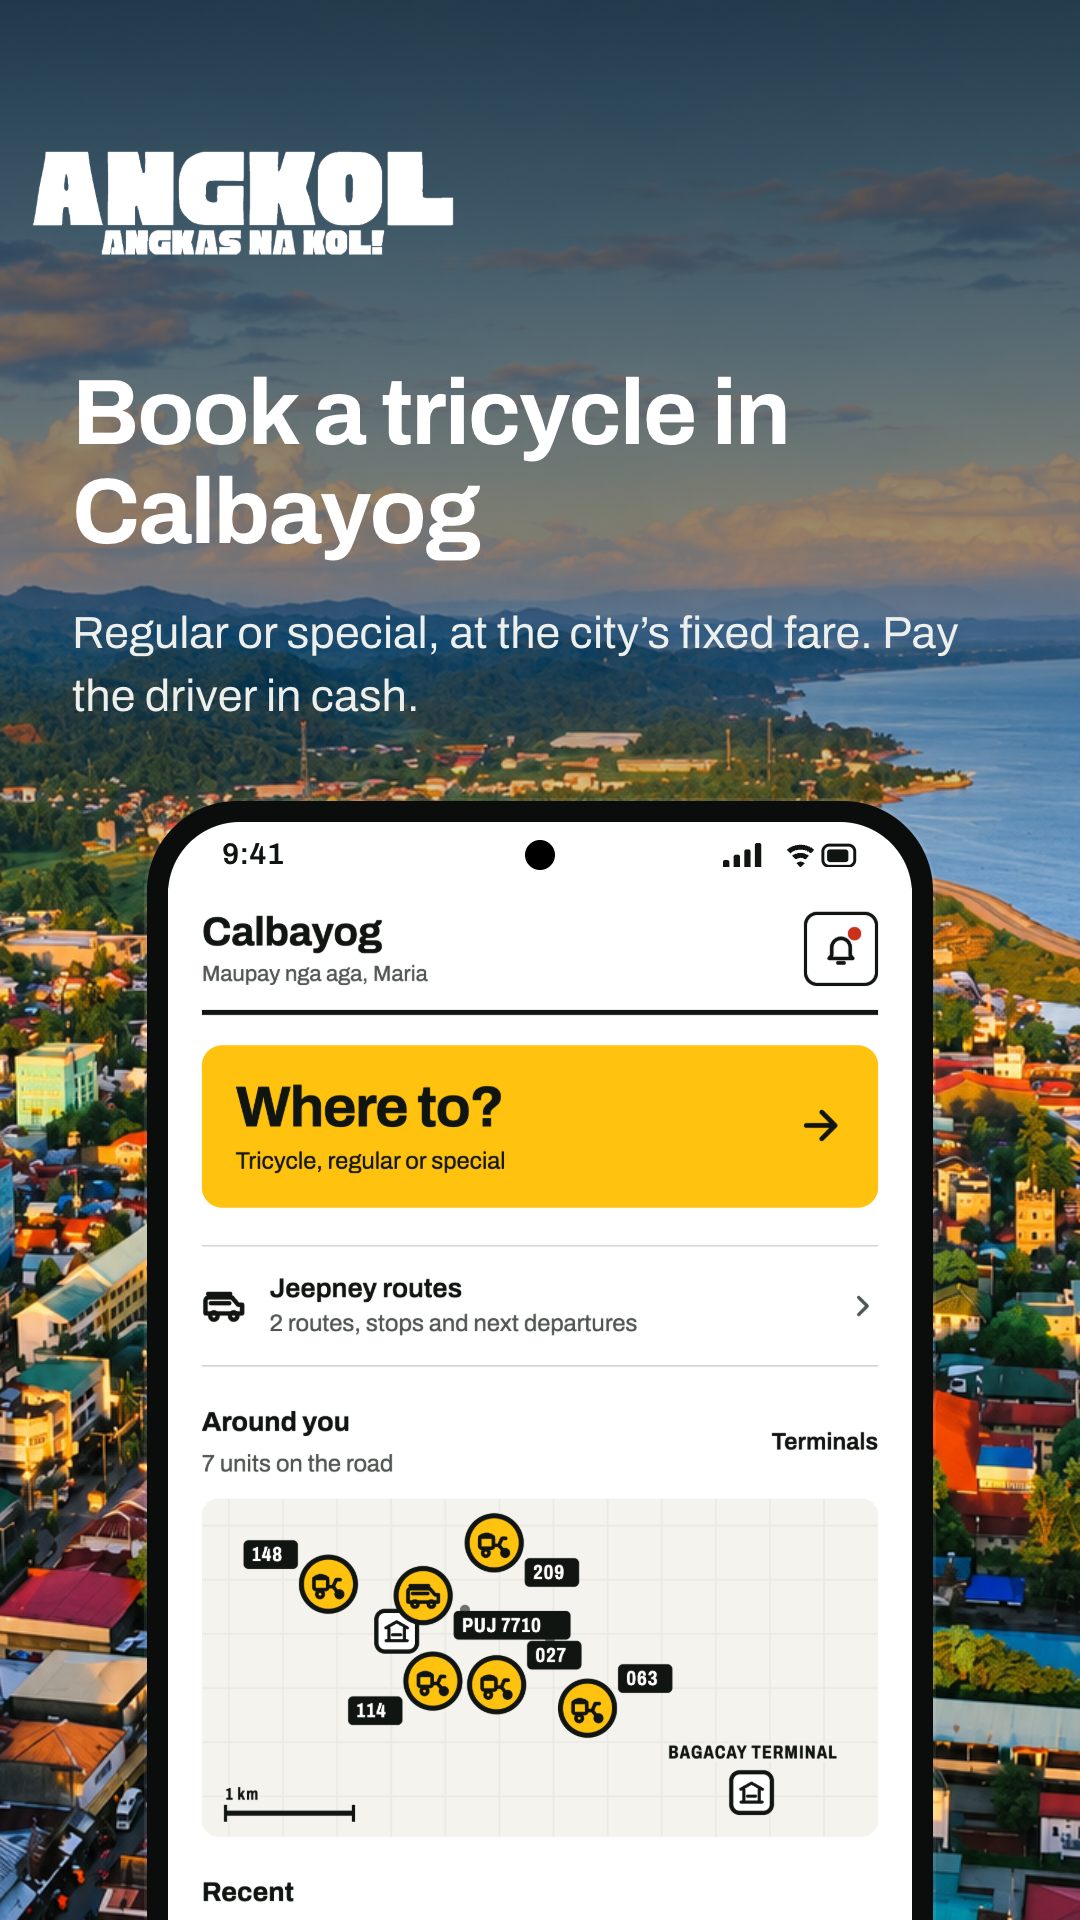 ANGKOL
ANGKAS NA KOL!
Book a tricycle in
Calbayog
Regular or special, at the city’s fixed fare. Pay
the driver in cash.
9:41
Calbayog
Maupay nga aga, Maria
Where to?
Tricycle, regular or special
Jeepney routes
2 routes, stops and next departures
Around you
7 units on the road
Terminals
148
209
PUJ 7710
027
063
114
BAGACAY TERMINAL
1 km
Recent